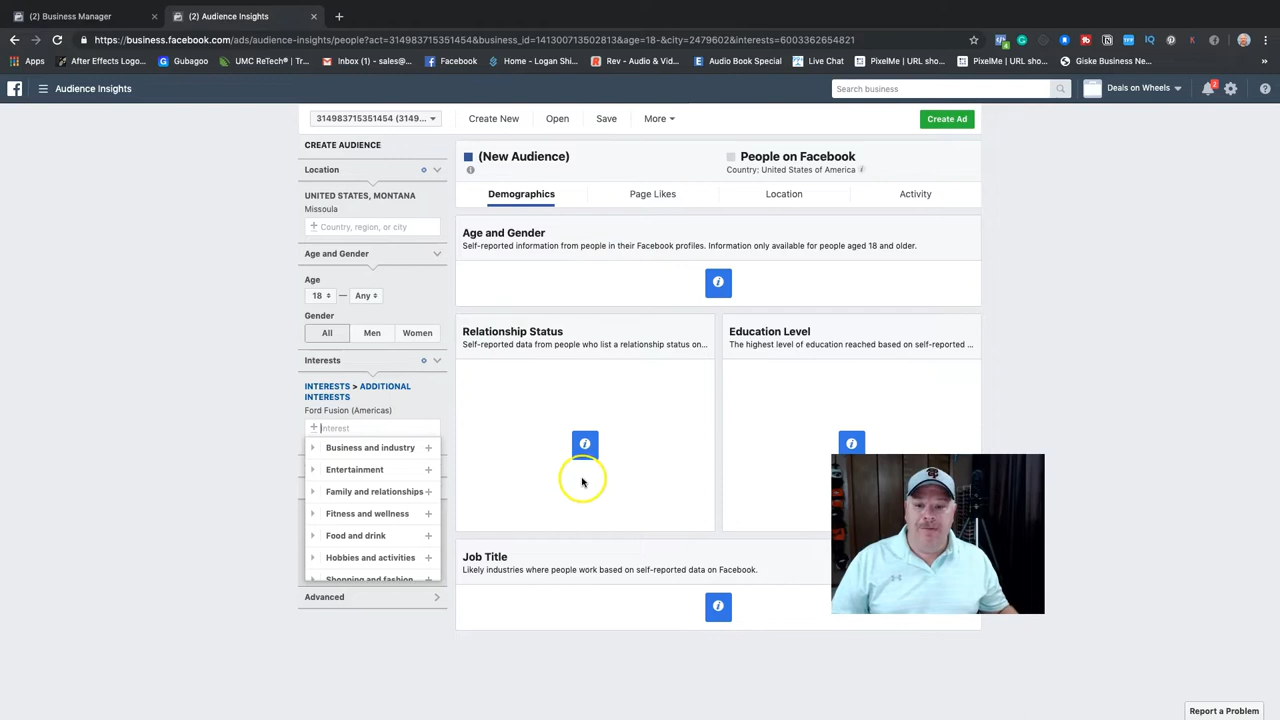 (2) Business Manager
(2) Audience Insights
https://business.facebook.com/ads/audience-insights/people?act=314983715351454&business_id=141300713502813&age=18-&city=2479602&interests=6003362654821
Apps
After Effects Logo...
Gubagoo
UMC ReTech® | Tr...
Inbox (1) - sales@...
Facebook
Home - Logan Shi...
Rev - Audio & Vid...
Audio Book Special
Live Chat
PixelMe | URL sho...
PixelMe | URL sho...
Giske Business Ne...
Audience Insights
Search business
Deals on Wheels
2
314983715351454 (3149...
Create New
Open
Save
More
Create Ad
CREATE AUDIENCE
Location
UNITED STATES, MONTANA
Missoula
Country, region, or city
Age and Gender
Age
18 — Any
Gender
All
Men
Women
Interests
INTERESTS > ADDITIONAL
INTERESTS
Ford Fusion (Americas)
Interest
Business and industry
Entertainment
Family and relationships
Fitness and wellness
Food and drink
Hobbies and activities
Shopping and fashion
Advanced
(New Audience)
People on Facebook
Country: United States of America
Demographics
Page Likes
Location
Activity
Age and Gender
Self-reported information from people in their Facebook profiles. Information only available for people aged 18 and older.
Relationship Status
Self-reported data from people who list a relationship status on...
Education Level
The highest level of education reached based on self-reported ...
Job Title
Likely industries where people work based on self-reported data on Facebook.
Report a Problem